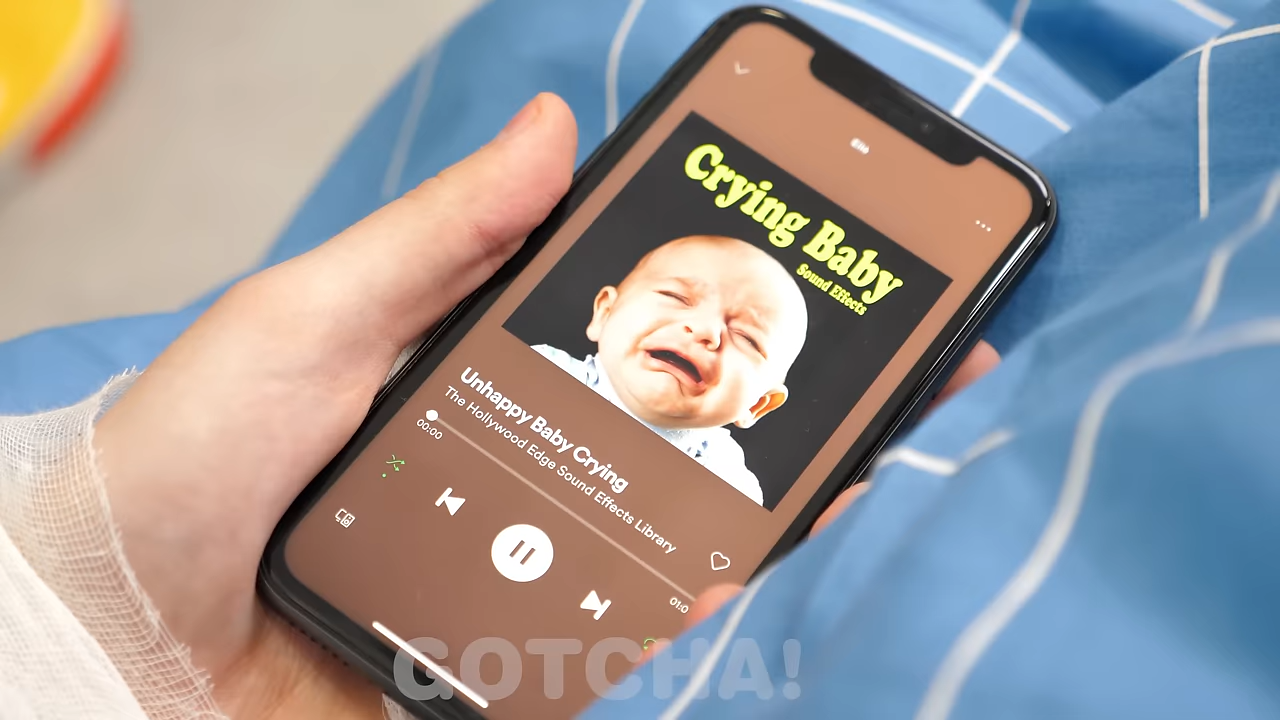 Crying Baby
Sound Effects
Unhappy Baby Crying
The Hollywood Edge Sound Effects Library
00:00
GOTCHA!